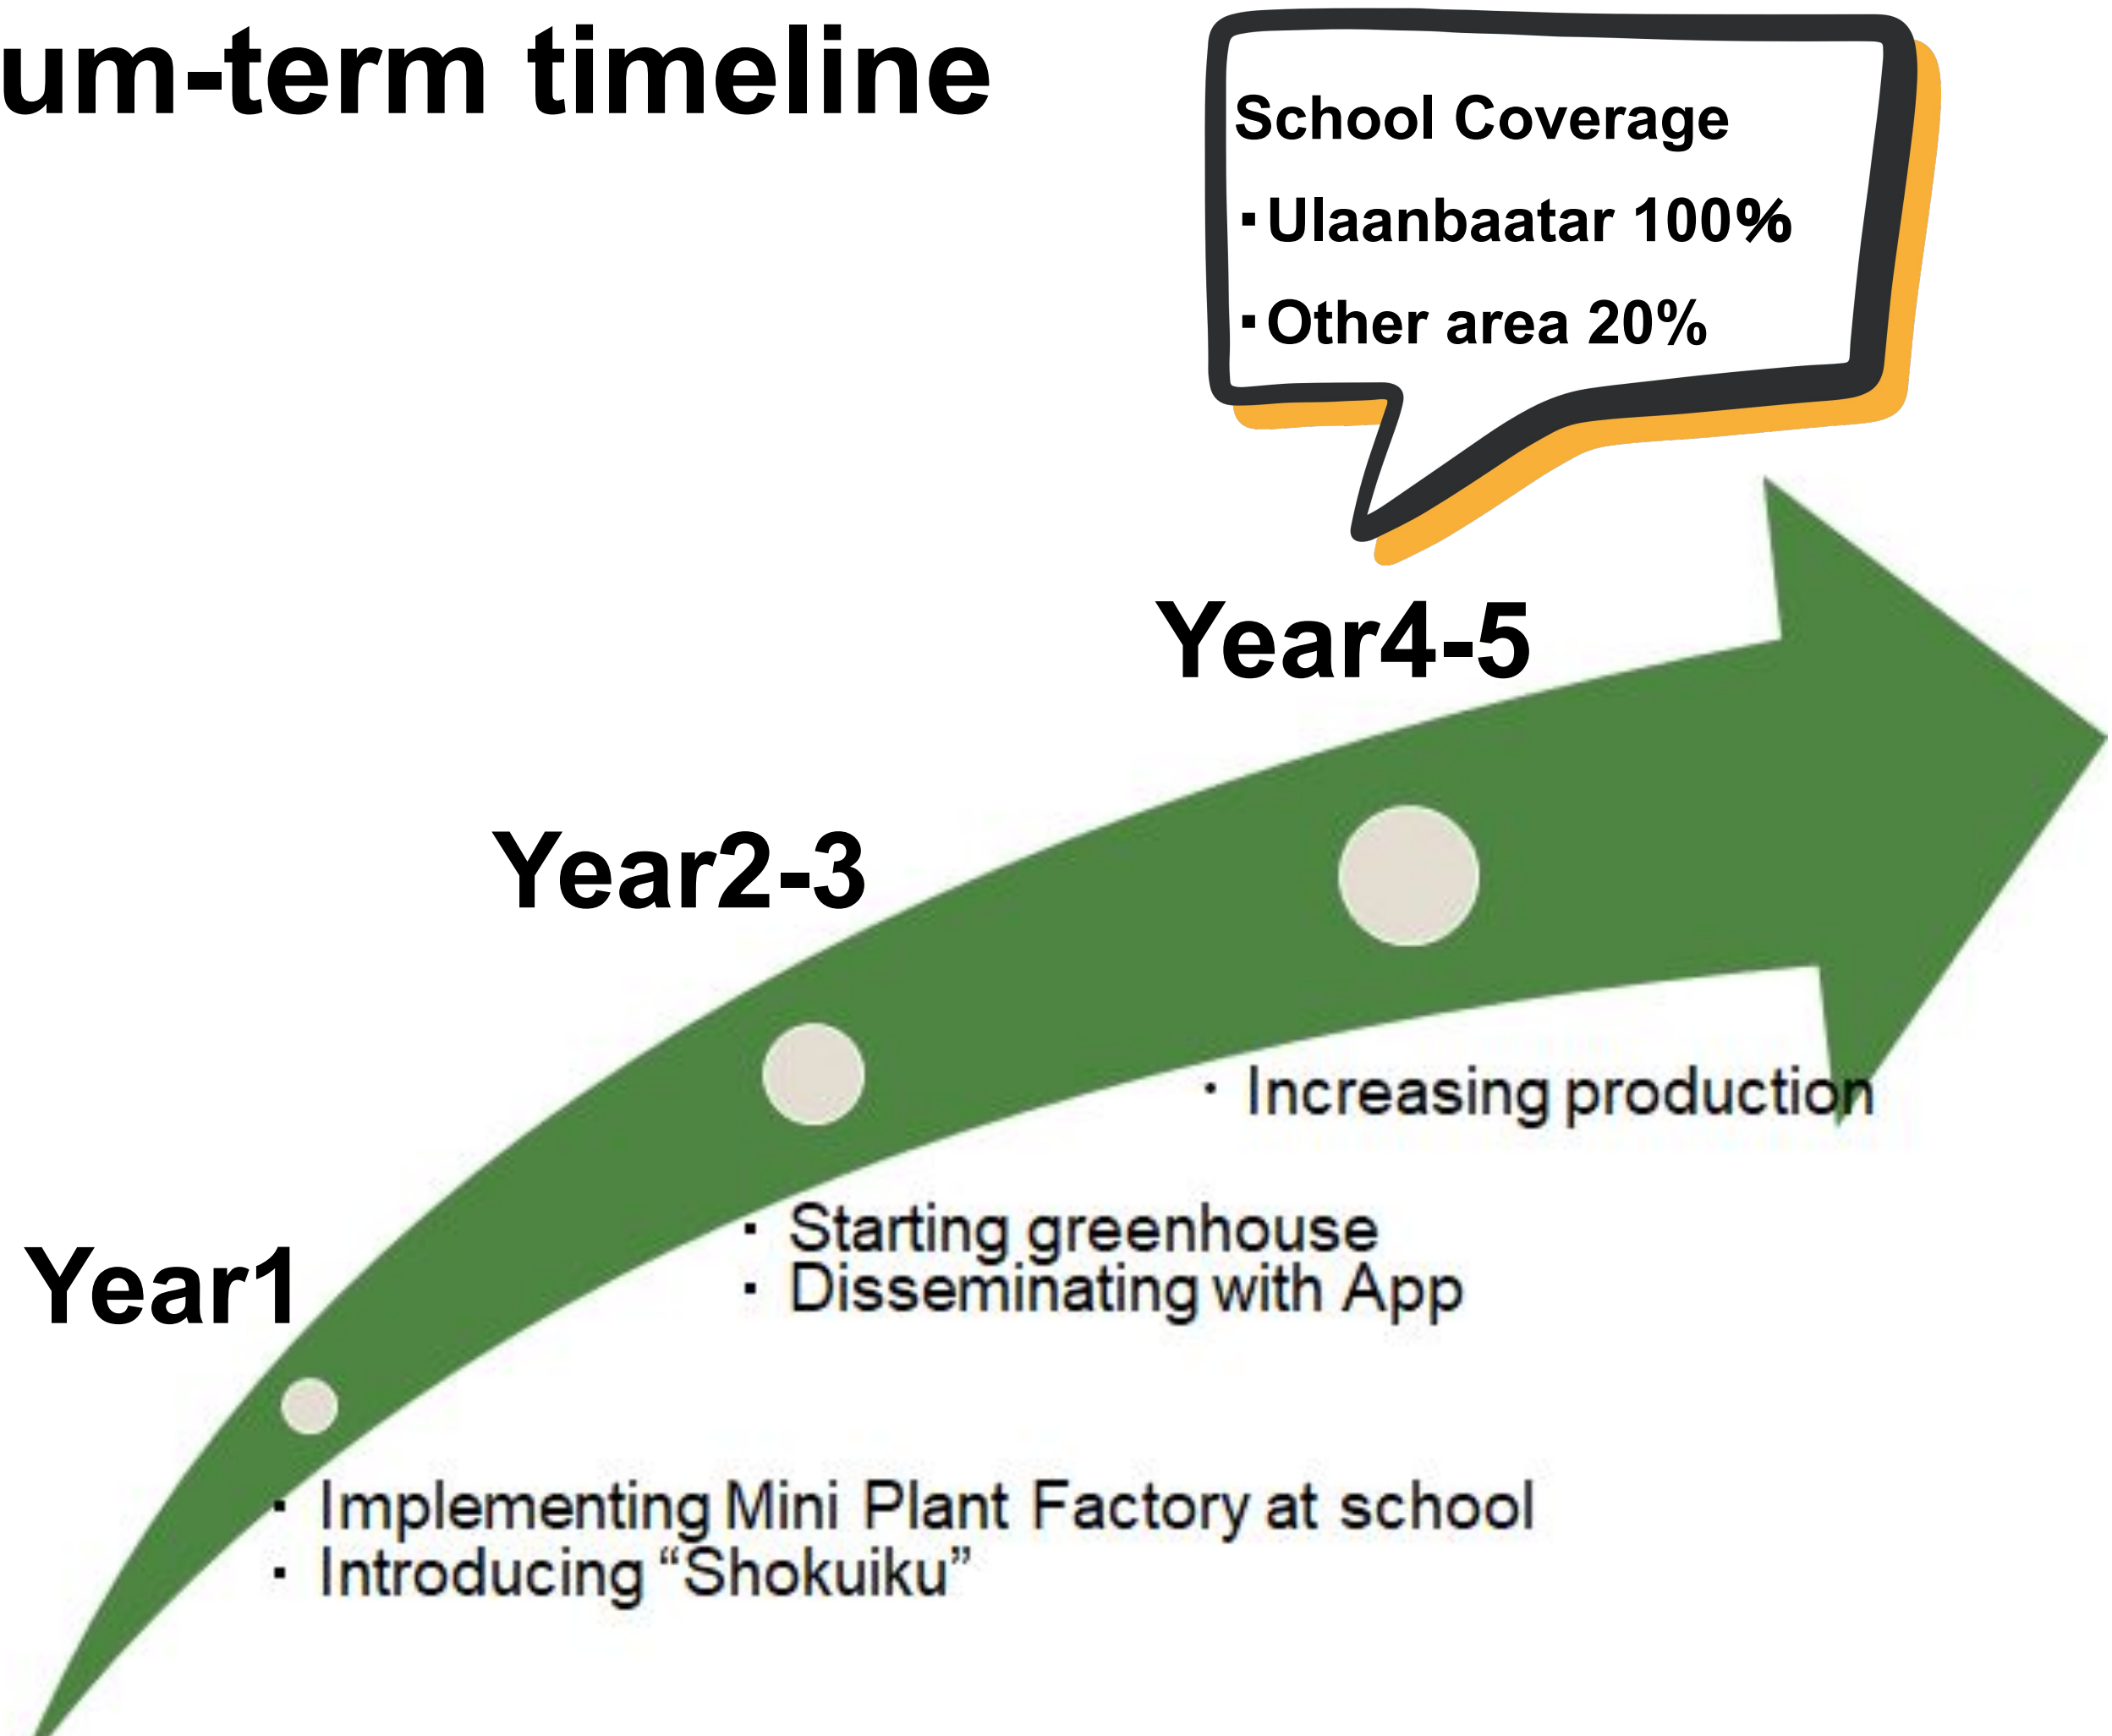 um-term timeline
School Coverage
▪Ulaanbaatar 100%
▪Other area 20%
Year4-5
Year2-3
・ Increasing production
▪ Starting greenhouse
▪ Disseminating with App
Year1
▪ Implementing Mini Plant Factory at school
▪ Introducing “Shokuiku”